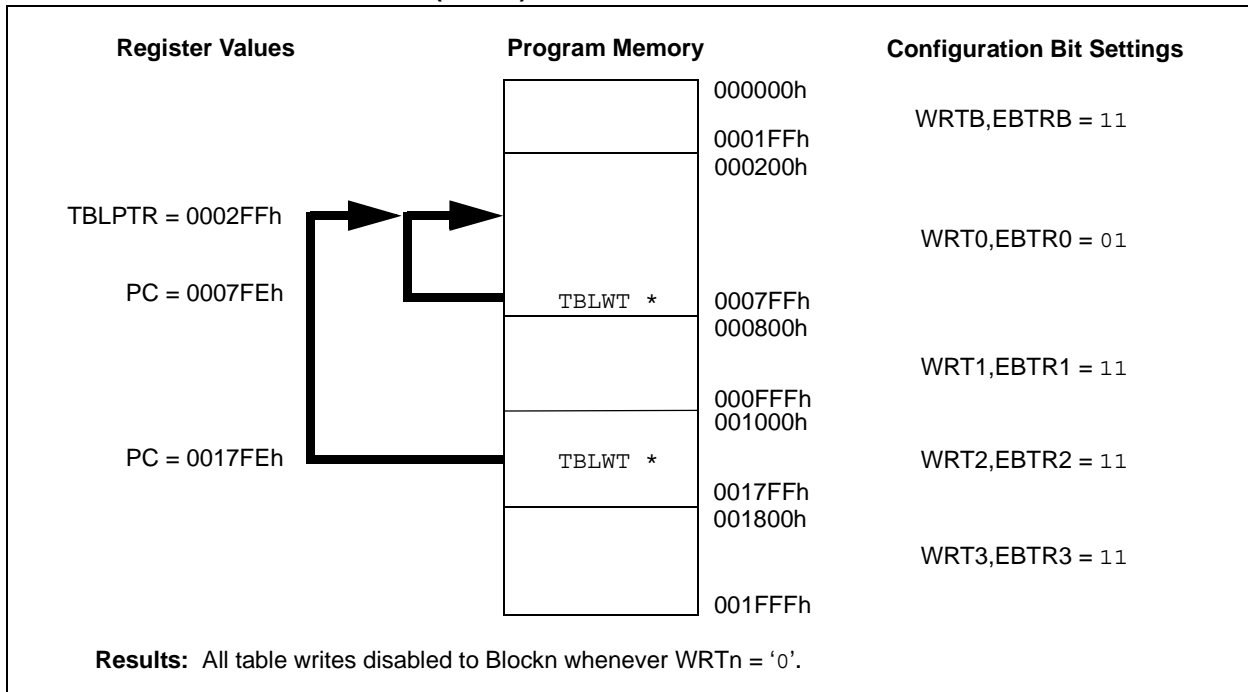 Register Values Program Memory Configuration Bit Settings
000000h
WRTB,EBTRB = 11
0001FFh
000200h
TBLPTR = 0002FFh
WRT0,EBTR0 = 01
PC = 0007FEh TBLWT * 0007FFh
000800h
WRT1,EBTR1 = 11
000FFFh
001000h
PC = 0017FEh TBLWT * WRT2,EBTR2 = 11
0017FFh
001800h
WRT3,EBTR3 = 11
001FFFh
Results: All table writes disabled to Blockn whenever WRTn = ‘0’.